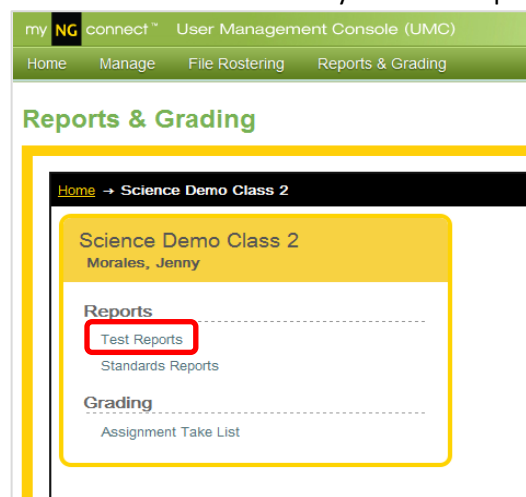 my NG connect™ User Management Console (UMC)
Home Manage File Rostering Reports & Grading
Reports & Grading
Home → Science Demo Class 2
Science Demo Class 2
Morales, Jenny
Reports
Test Reports
Standards Reports
Grading
Assignment Take List